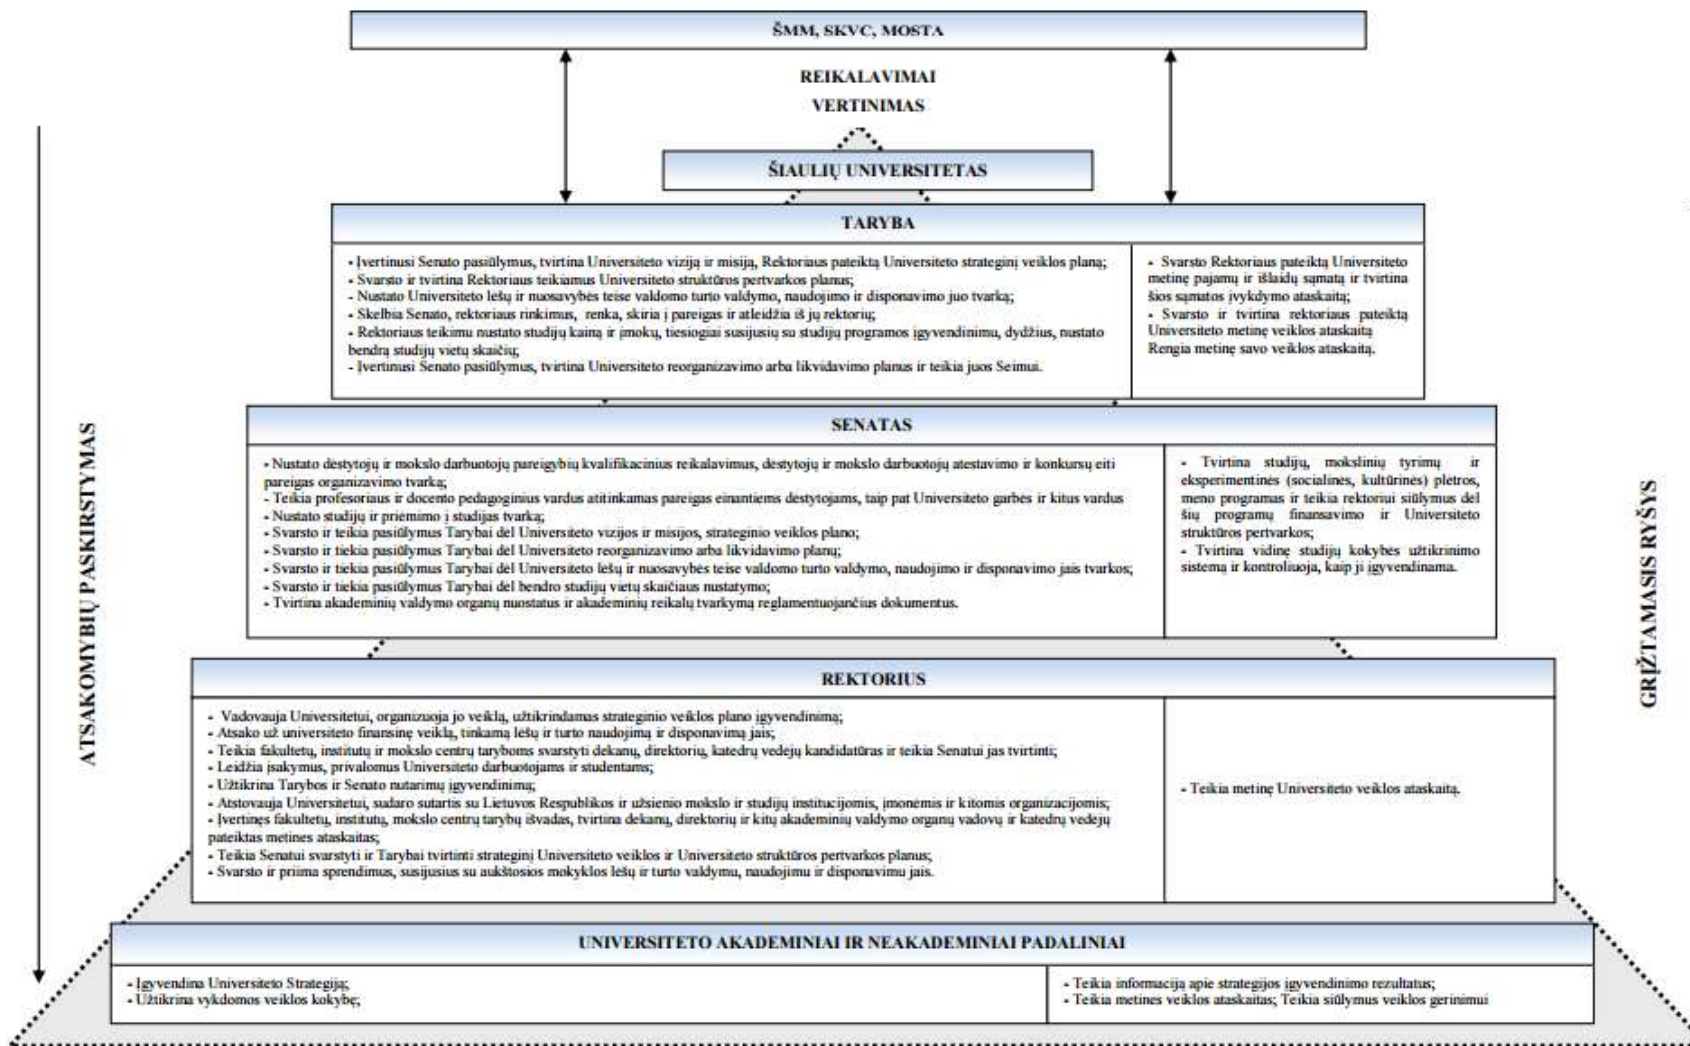 ŠMM, SKVC, MOSTA
REIKALAVIMAI
VERTINIMAS
ŠIAULIŲ UNIVERSITETAS
ATSAKOMYBIŲ PASKIRSTYMAS
TARYBA
- Įvertinusi Senato pasiūlymus, tvirtina Universiteto viziją ir misiją, Rektoriaus pateiktą Universiteto strateginį veiklos planą;
- Svarsto ir tvirtina Rektoriaus teikiamus Universiteto struktūros pertvarkos planus;
- Nustato Universiteto lėšų ir nuosavybės teise valdomo turto valdymo, naudojimo ir disponavimo juo tvarką;
- Skelbia Senato, rektoriaus rinkimus, renka, skiria į pareigas ir atleidžia iš jų rektorių;
- Rektoriaus teikimu nustato studijų kainą ir įmokų, tiesiogiai susijusių su studijų programos įgyvendinimu, dydžius, nustato
bendrą studijų vietų skaičių;
- Įvertinusi Senato pasiūlymus, tvirtina Universiteto reorganizavimo arba likvidavimo planus ir teikia juos Seimui.
- Svarsto Rektoriaus pateiktą Universiteto
metinę pajamų ir išlaidų sąmatą ir tvirtina
šios sąmatos įvykdymo ataskaitą;
- Svarsto ir tvirtina rektoriaus pateiktą
Universiteto metinę veiklos ataskaitą
Rengia metinę savo veiklos ataskaitą.
SENATAS
- Nustato dėstytojų ir mokslo darbuotojų pareigybių kvalifikacinius reikalavimus, dėstytojų ir mokslo darbuotojų atestavimo ir konkursų eiti
pareigas organizavimo tvarką;
- Teikia profesoriaus ir docento pedagoginius vardus atitinkamas pareigas einantiems dėstytojams, taip pat Universiteto garbės ir kitus vardus
- Nustato studijų ir priėmimo į studijas tvarką;
- Svarsto ir teikia pasiūlymus Tarybai dėl Universiteto vizijos ir misijos, strateginio veiklos plano;
- Svarsto ir tiekia pasiūlymus Tarybai dėl Universiteto reorganizavimo arba likvidavimo planų;
- Svarsto ir tiekia pasiūlymus Tarybai dėl Universiteto lėšų ir nuosavybės teise valdomo turto valdymo, naudojimo ir disponavimo jais tvarkos;
- Svarsto ir tiekia pasiūlymus Tarybai dėl bendro studijų vietų skaičiaus nustatymo;
- Tvirtina akademinių valdymo organų nuostatus ir akademinių reikalų tvarkymą reglamentuojančius dokumentus.
- Tvirtina studijų, mokslinių tyrimų ir
eksperimentinės (socialinės, kultūrinės) plėtros,
meno programas ir teikia rektoriui siūlymus dėl
šių programų finansavimo ir Universiteto
struktūros pertvarkos;
- Tvirtina vidinę studijų kokybės užtikrinimo
sistemą ir kontroliuoja, kaip ji įgyvendinama.
GRĮŽTAMASIS RYŠYS
REKTORIUS
- Vadovauja Universitetui, organizuoja jo veiklą, užtikrindamas strateginio veiklos plano įgyvendinimą;
- Atsako už universiteto finansinę veiklą, tinkamą lėšų ir turto naudojimą ir disponavimą jais;
- Teikia fakultetų, institutų ir mokslo centrų taryboms svarstyti dekanų, direktorių, katedrų vedėjų kandidatūras ir teikia Senatui jas tvirtinti;
- Leidžia įsakymus, privalomus Universiteto darbuotojams ir studentams;
- Užtikrina Tarybos ir Senato nutarimų įgyvendinimą;
- Atstovauja Universitetui, sudaro sutartis su Lietuvos Respublikos ir užsienio mokslo ir studijų institucijomis, įmonėmis ir kitomis organizacijomis;
- Įvertinęs fakultetų, institutų, mokslo centrų tarybų išvadas, tvirtina dekanų, direktorių ir kitų akademinių valdymo organų vadovų ir katedrų vedėjų
pateiktas metines ataskaitas;
- Teikia Senatui svarstyti ir Tarybai tvirtinti strateginį Universiteto veiklos ir Universiteto struktūros pertvarkos planus;
- Svarsto ir priima sprendimus, susijusius su aukštosios mokyklos lėšų ir turto valdymu, naudojimu ir disponavimu jais.
- Teikia metinę Universiteto veiklos ataskaitą.
UNIVERSITETO AKADEMINIAI IR NEAKADEMINIAI PADALINIAI
- Įgyvendina Universiteto Strategiją;
- Užtikrina vykdomos veiklos kokybę;
- Teikia informaciją apie strategijos įgyvendinimo rezultatus;
- Teikia metines veiklos ataskaitas; Teikia siūlymus veiklos gerinimui